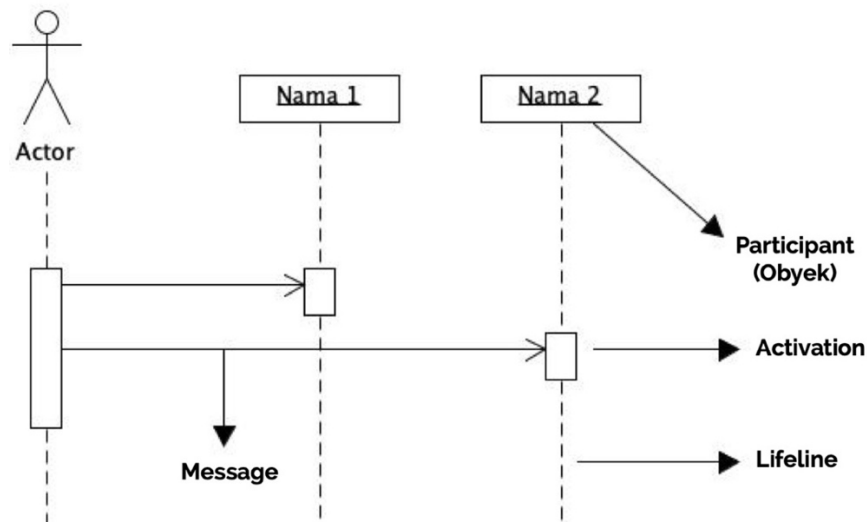 Nama 1
Nama 2
Actor
Participant
(Obyek)
Activation
Message
Lifeline